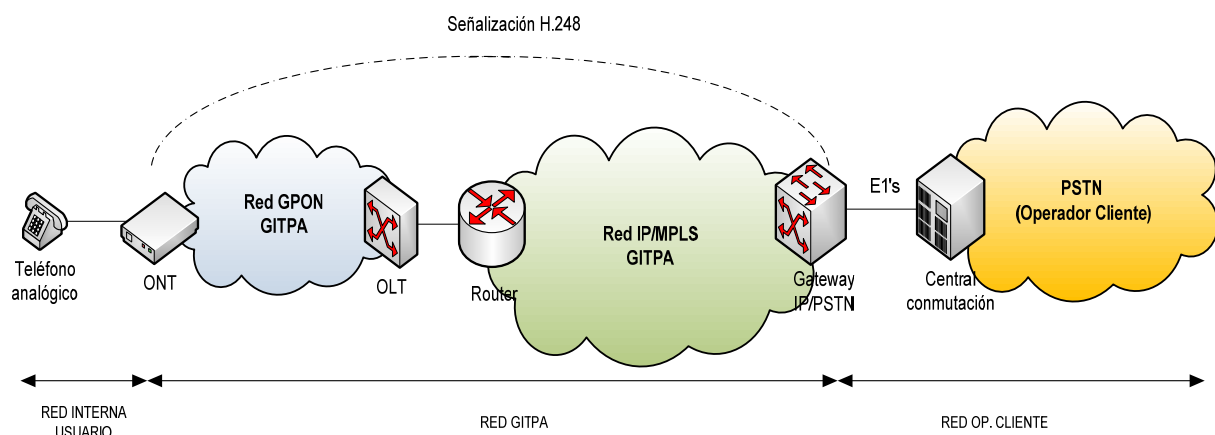 Señalización H.248
Red GPON
GITPA
Red IP/MPLS
GITPA
E1's
PSTN
(Operador Cliente)
Teléfono
analógico
ONT
OLT
Router
Gateway
IP/PSTN
Central
conmutación
RED INTERNA
USUARIO
RED GITPA
RED OP. CLIENTE